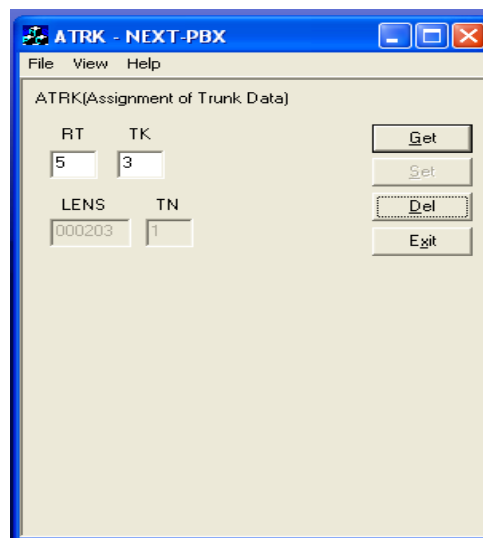 ATRK - NEXT-PBX
File View Help
ATRK(Assignment of Trunk Data)
RT TK
5 3
Get
Set
LENS TN
000203 1
Del
Exit